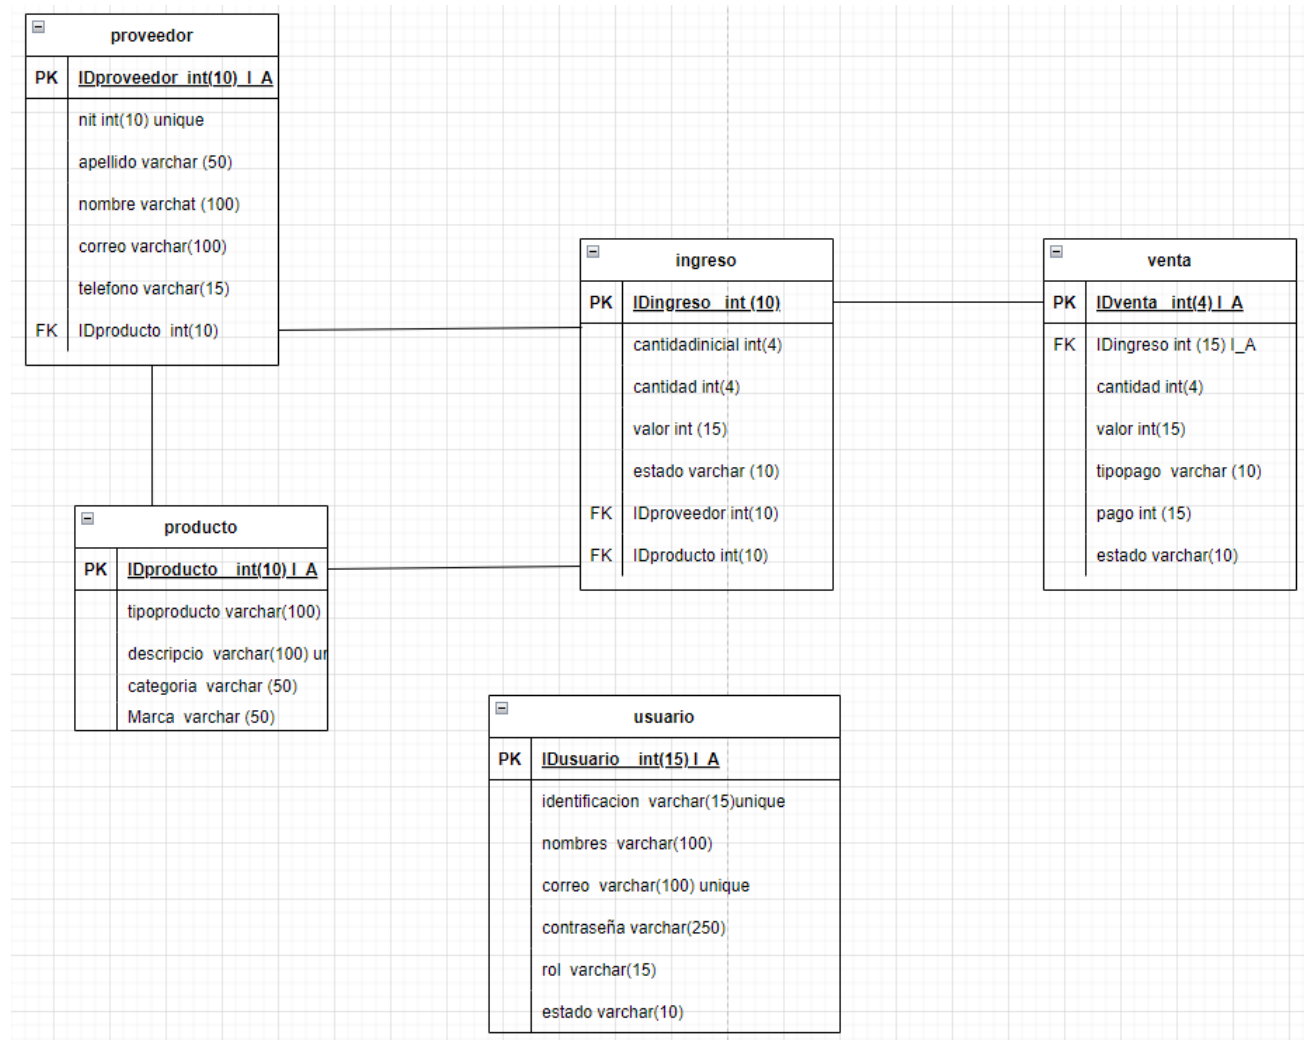 proveedor
PK IDproveedor int(10) I_A
nit int(10) unique
apellido varchar (50)
nombre varchat (100)
correo varchar(100)
telefono varchar(15)
FK IDproducto int(10)
ingreso
PK IDingreso int (10)
cantidadinicial int(4)
cantidad int(4)
valor int (15)
estado varchar (10)
FK IDproveedor int(10)
FK IDproducto int(10)
venta
PK IDventa int(4) I_A
FK IDingreso int (15) I_A
cantidad int(4)
valor int(15)
tipopago varchar (10)
pago int (15)
estado varchar(10)
producto
PK IDproducto int(10) I_A
tipoproducto varchar(100)
descripcio varchar(100)
categoria varchar (50)
Marca varchar (50)
usuario
PK IDusuario int(15) I_A
identificacion varchar(15)unique
nombres varchar(100)
correo varchar(100) unique
contraseña varchar(250)
rol varchar(15)
estado varchar(10)